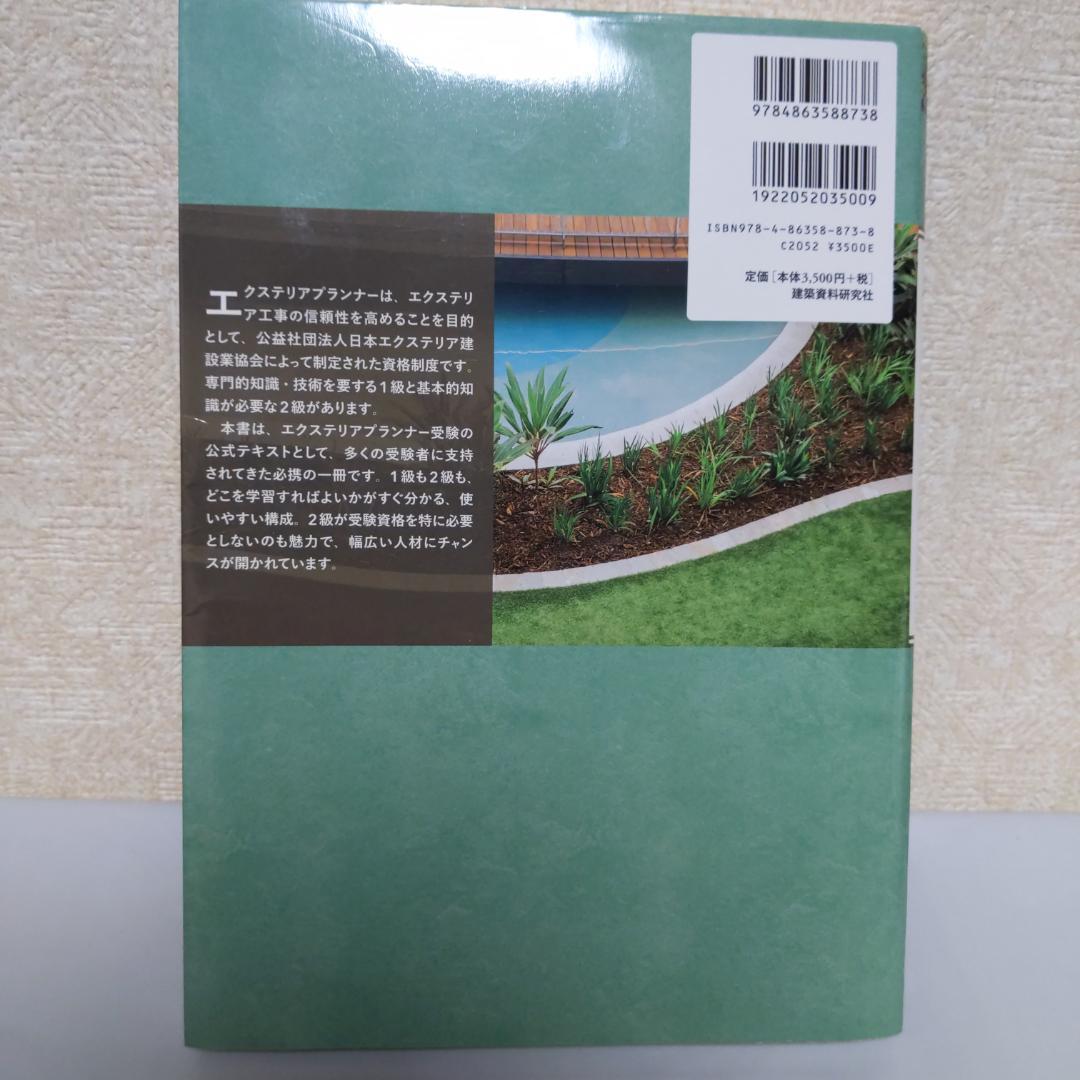 9784863588738
1922052035009
ISBN978-4-86358-873-8
C2052 ¥3500E
定価[本体3,500円+税]
建築資料研究社
エクステリアプランナーは、エクステリ
ア工事の信頼性を高めることを目的
として、公益社団法人日本エクステリア建
設業協会によって制定された資格制度です。
専門的知識・技術を要する1級と基本的知
識が必要な2級があります。
本書は、エクステリアプランナー受験の
公式テキストとして、多くの受験者に支持
されてきた必携の一冊です。1級も2級も、
どこを学習すればよいかがすぐ分かる、使
いやすい構成。2級が受験資格を特に必要
としないのも魅力で、幅広い人材にチャン
スが開かれています。